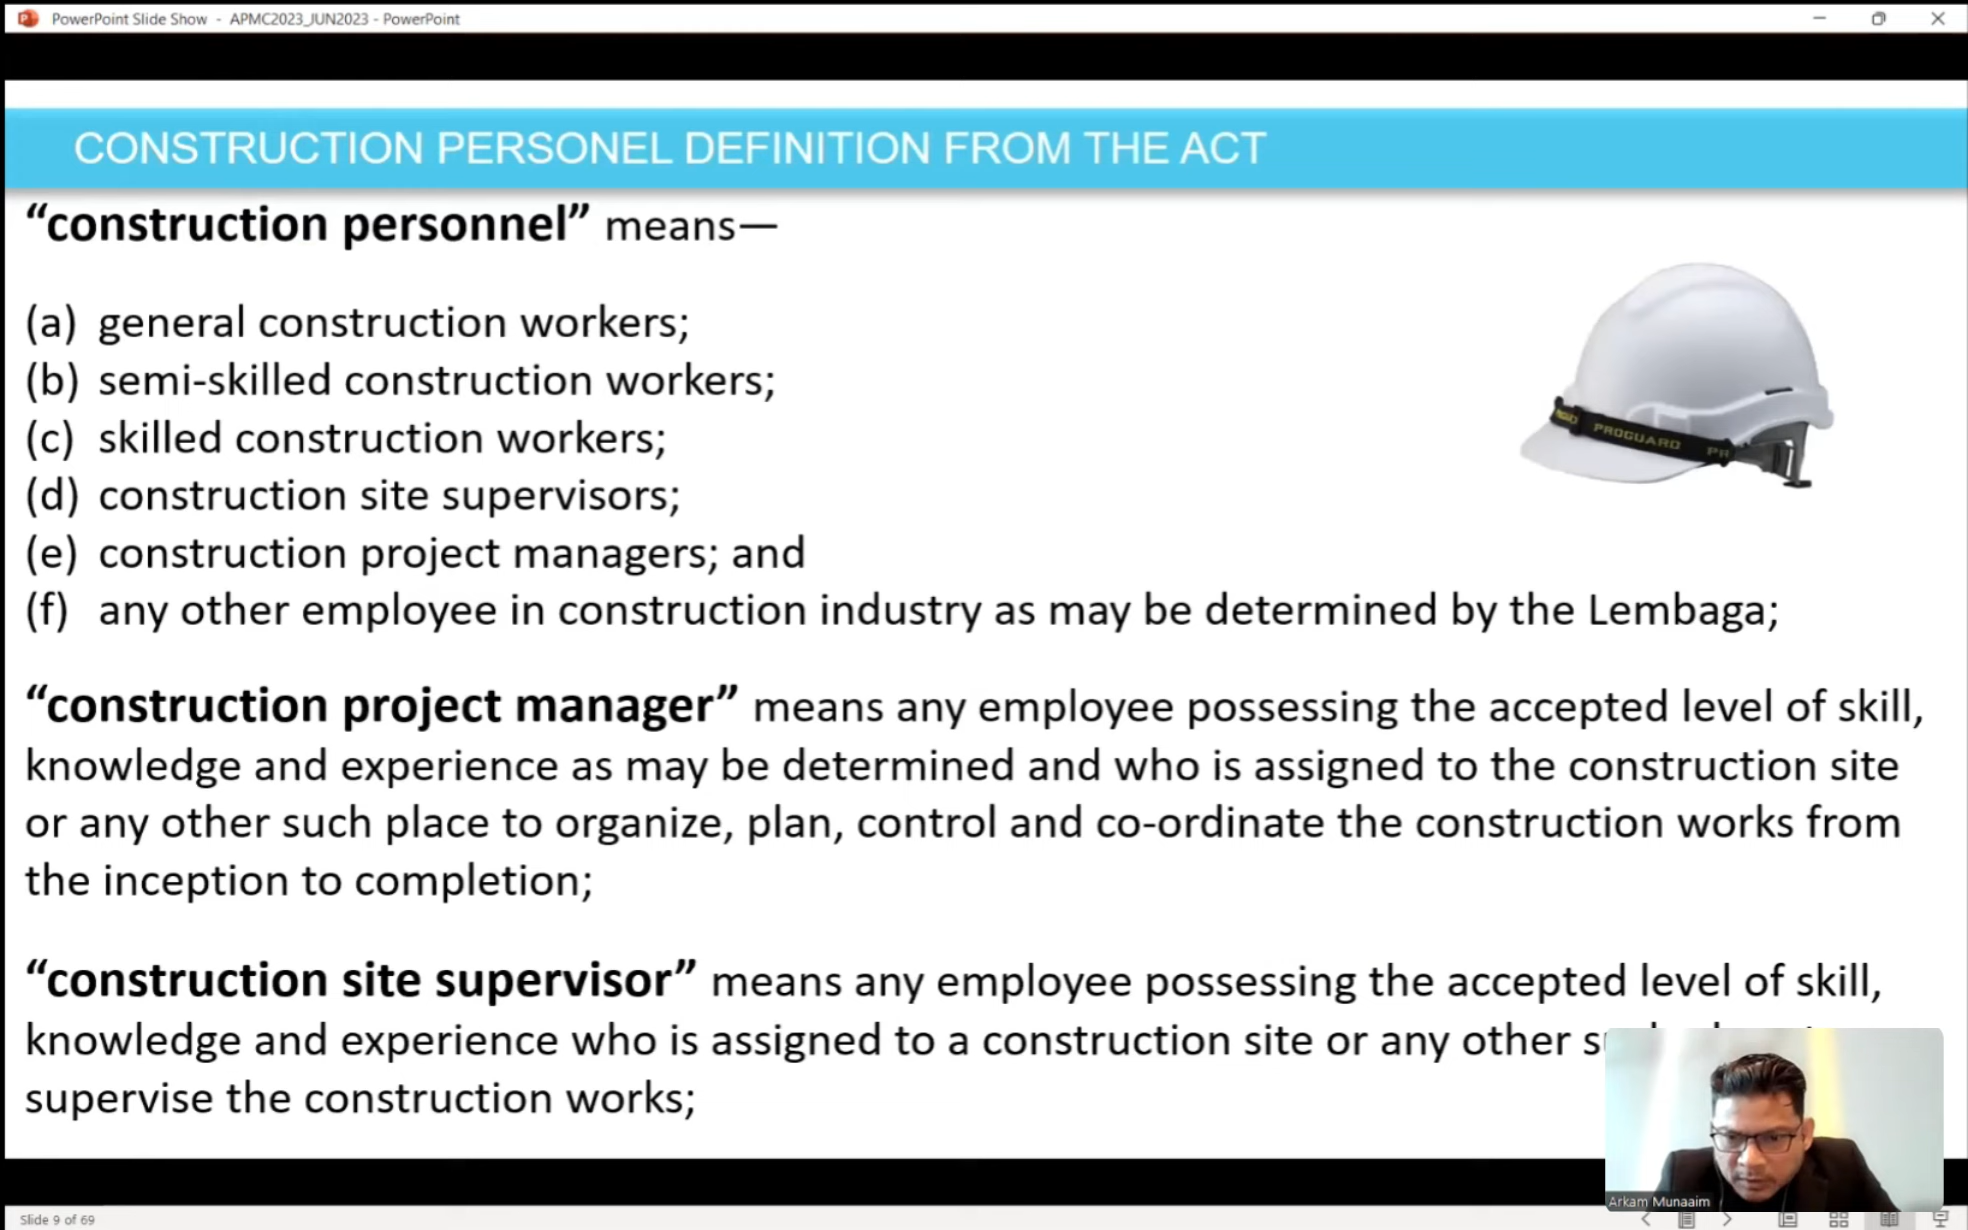 PowerPoint Slide Show - APMC2023_JUN2023 - PowerPoint
CONSTRUCTION PERSONEL DEFINITION FROM THE ACT
“construction personnel” means—
(a) general construction workers;
(b) semi-skilled construction workers;
(c) skilled construction workers;
(d) construction site supervisors;
(e) construction project managers; and
(f) any other employee in construction industry as may be determined by the Lembaga;
PROGUARD PR
“construction project manager” means any employee possessing the accepted level of skill,
knowledge and experience as may be determined and who is assigned to the construction site
or any other such place to organize, plan, control and co-ordinate the construction works from
the inception to completion;
“construction site supervisor” means any employee possessing the accepted level of skill,
knowledge and experience who is assigned to a construction site or any other
supervise the construction works;
Arkam Munaaim
Slide 9 of 69